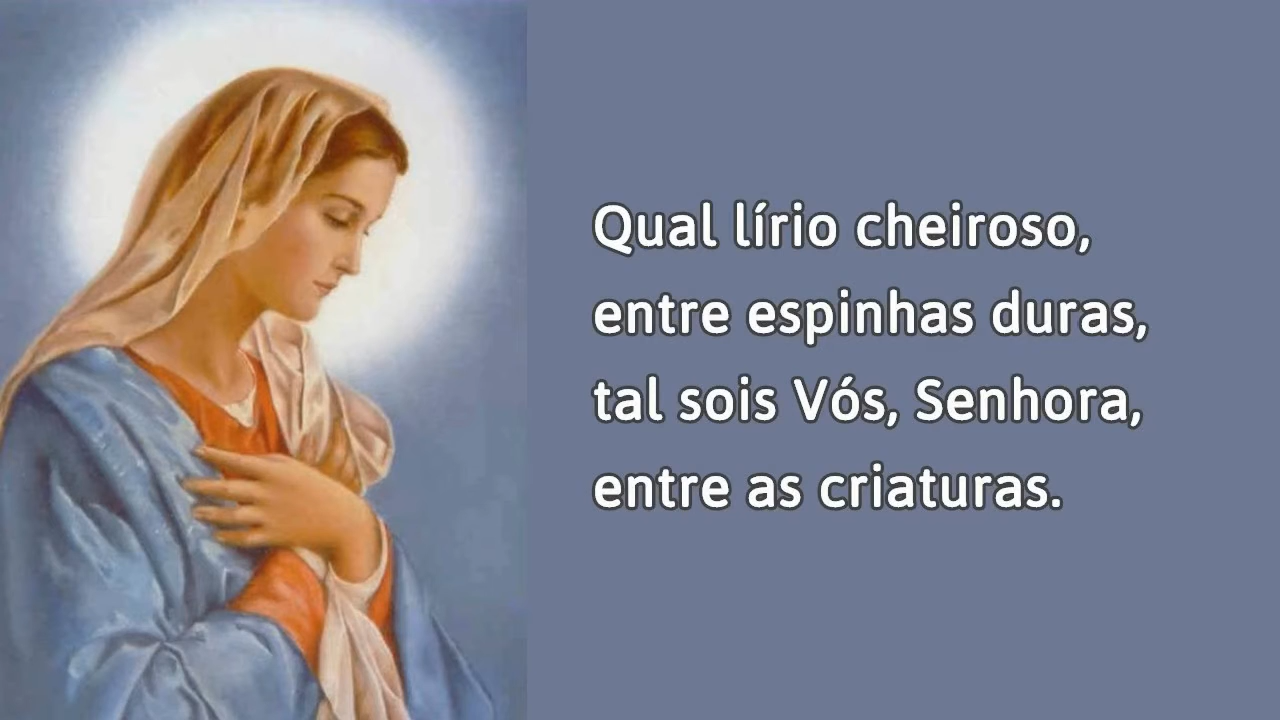 Qual lírio cheiroso,
entre espinhas duras,
tal sois Vós, Senhora,
entre as criaturas.